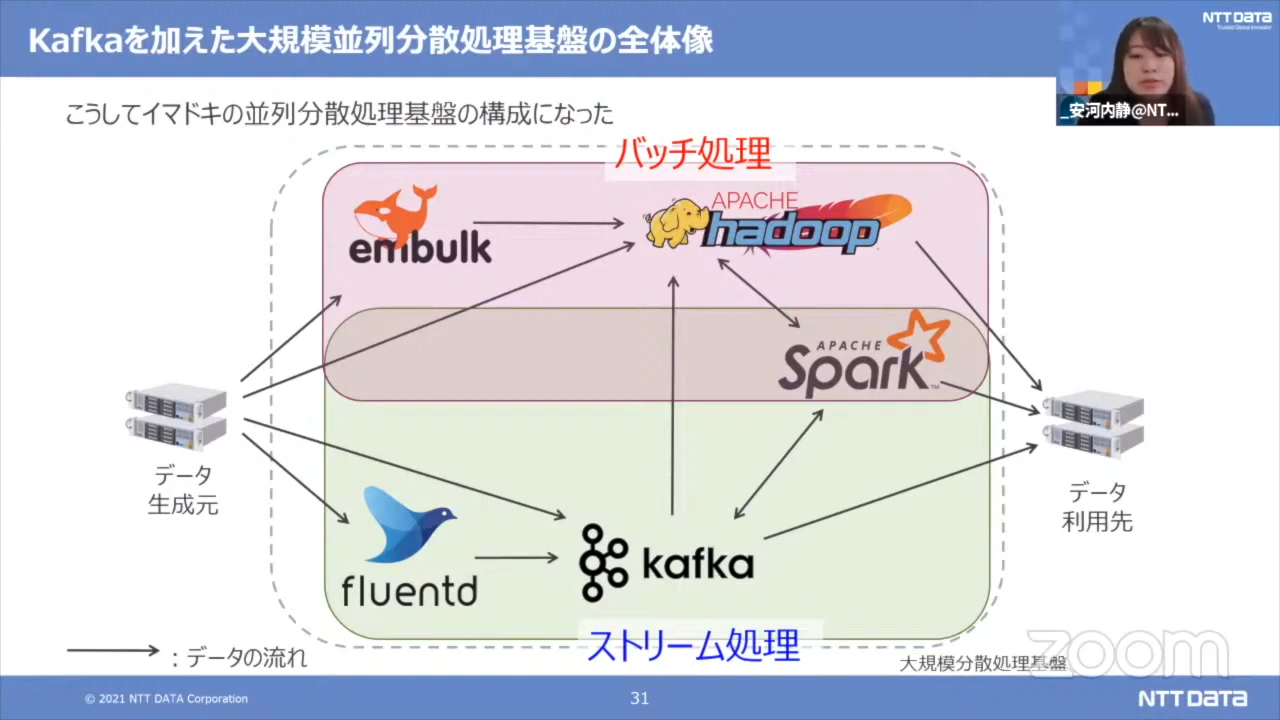 Kafkaを加えた大規模並列分散処理基盤の全体像
NTT DATA
Trusted Global Innovator
_安河内静@NT...
こうしてイマドキの並列分散処理基盤の構成になった
バッチ処理
embulk
APACHE
hadoop
APACHE
Spark™
データ
生成元
データ
利用先
fluentd
kafka
ストリーム処理
：データの流れ
大規模分散処理基盤
zoom
© 2021 NTT DATA Corporation
31
NTT DATA